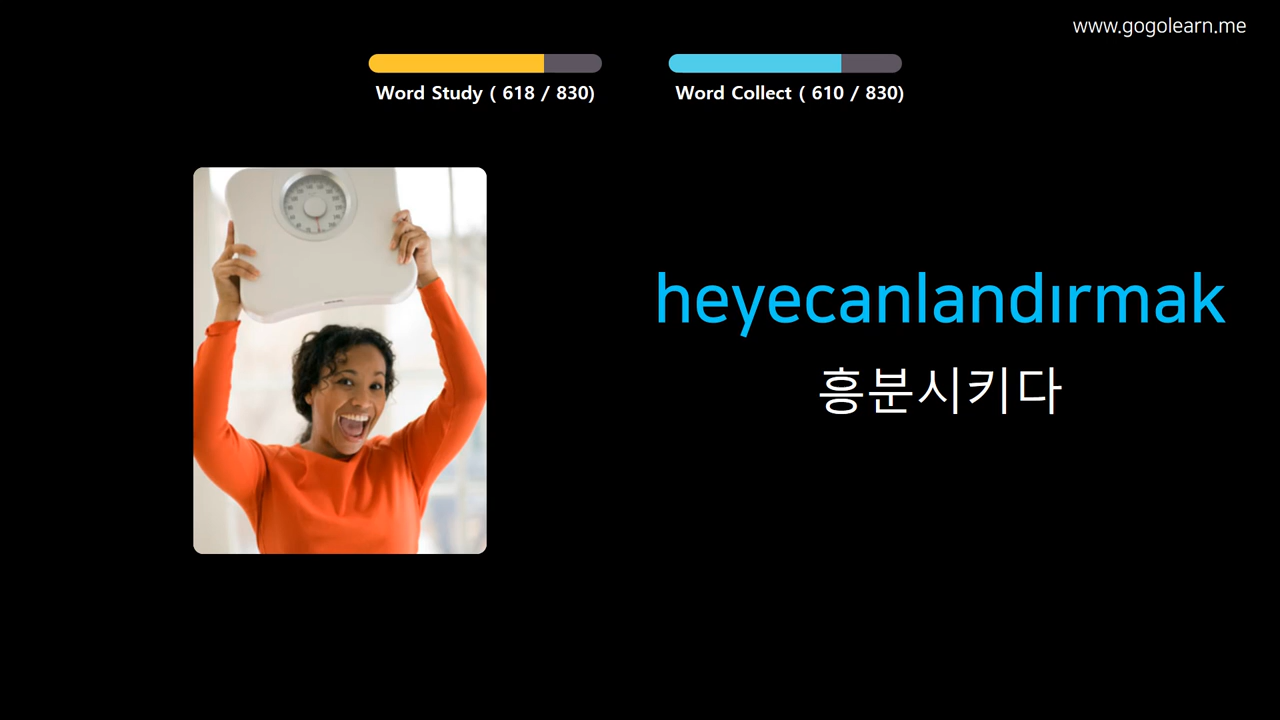 www.gogolearn.me
Word Study ( 618 / 830)
Word Collect ( 610 / 830)
heyecanlandırmak
흥분시키다